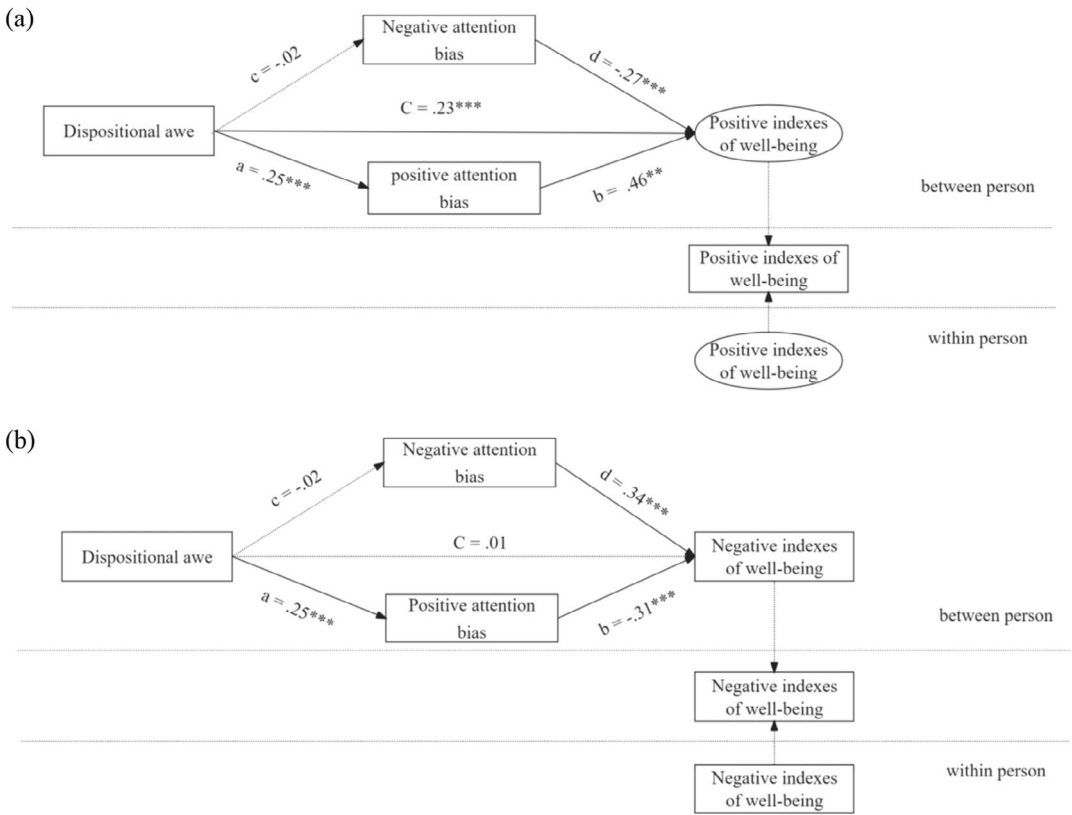 (a)
Negative attention
bias
c = -.02
d = -.27***
C = .23***
Dispositional awe
Positive indexes
of well-being
a = .25***
positive attention
bias
b = .46**
between person
Positive indexes of
well-being
within person
Positive indexes
of well-being
(b)
Negative attention
bias
c = -.02
d = .34***
C = .01
Dispositional awe
Negative indexes
of well-being
a = .25***
Positive attention
bias
b = -.31***
between person
Negative indexes
of well-being
within person
Negative indexes
of well-being